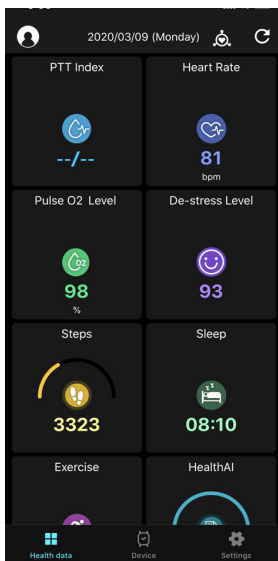 2020/03/09 (Monday)
PTT Index
Heart Rate
--/--
81
bpm
Pulse O2 Level
De-stress Level
O2
98
93
%
Steps
Sleep
3323
08:10
Exercise
HealthAI
Health data
Device
Settings